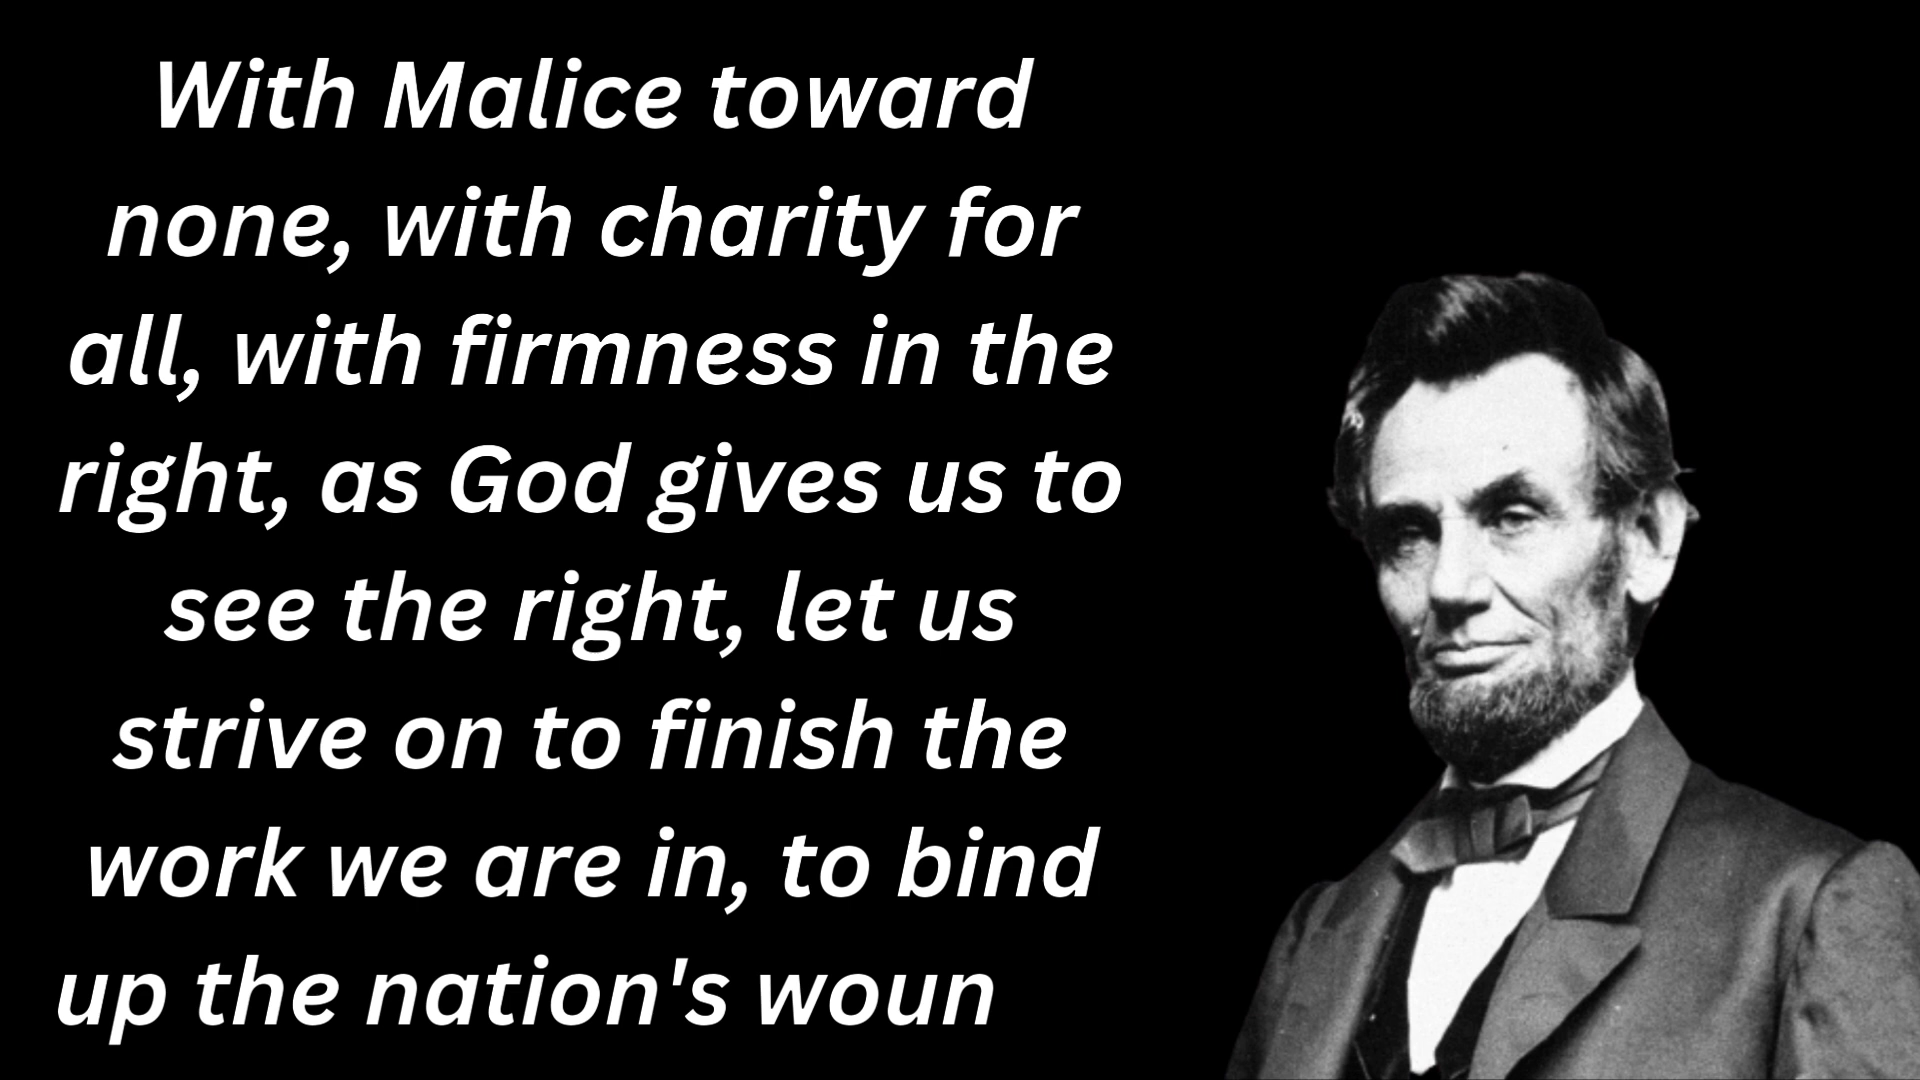 With Malice toward
none, with charity for
all, with firmness in the
right, as God gives us to
see the right, let us
strive on to finish the
work we are in, to bind
up the nation's woun